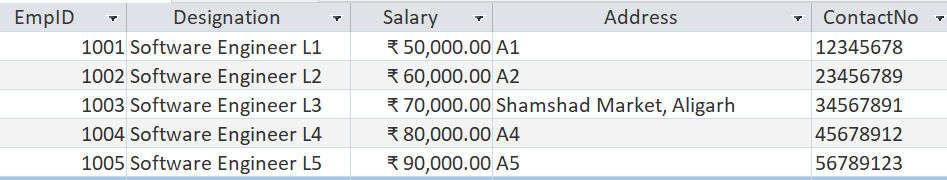 EmpID Designation Salary Address ContactNo
1001 Software Engineer L1 ₹ 50,000.00 A1 12345678
1002 Software Engineer L2 ₹ 60,000.00 A2 23456789
1003 Software Engineer L3 ₹ 70,000.00 Shamshad Market, Aligarh 34567891
1004 Software Engineer L4 ₹ 80,000.00 A4 45678912
1005 Software Engineer L5 ₹ 90,000.00 A5 56789123